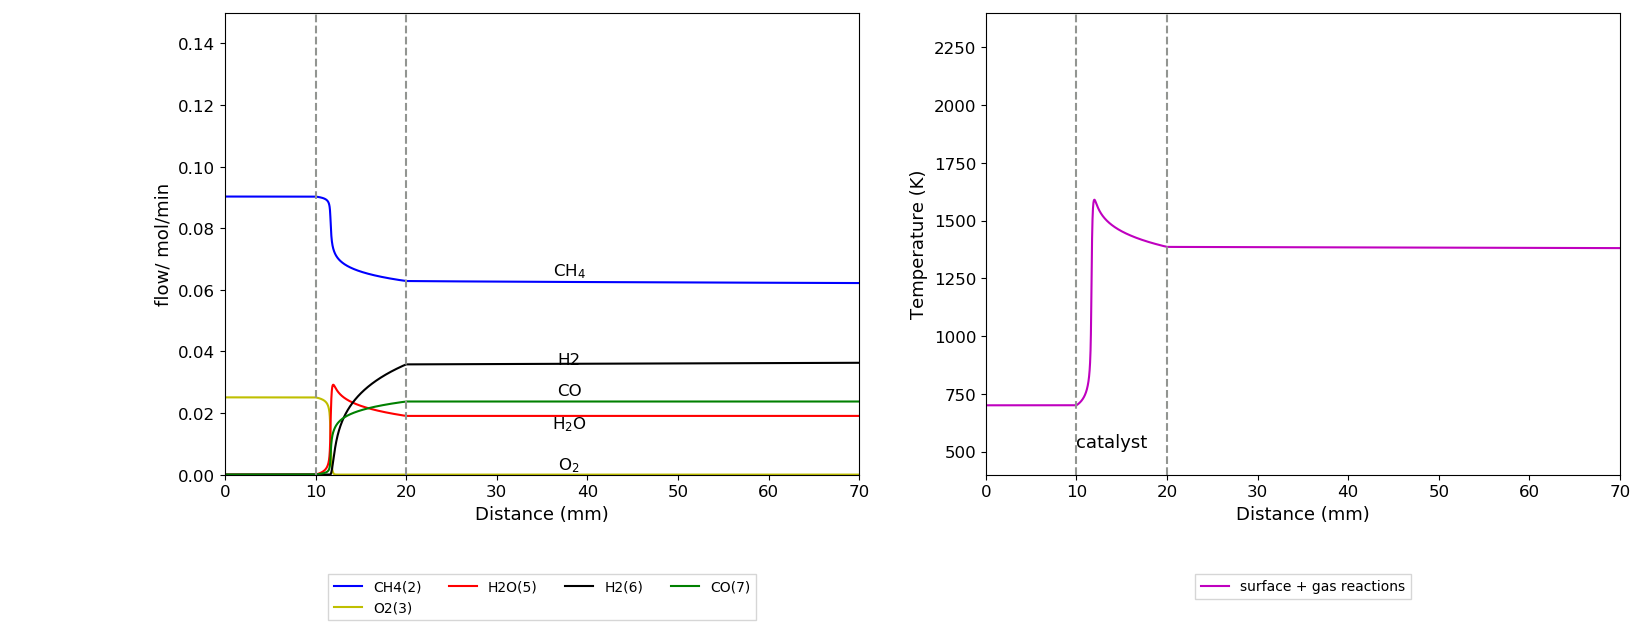 flow/ mol/min
0.14
0.12
0.10
0.08
0.06
0.04
0.02
0.00
CH₄
H2
CO
H₂O
O₂
0 10 20 30 40 50 60 70
Distance (mm)
CH4(2) H2O(5) H2(6) CO(7)
O2(3)
Temperature (K)
2250
2000
1750
1500
1250
1000
750
500
catalyst
0 10 20 30 40 50 60 70
Distance (mm)
surface + gas reactions